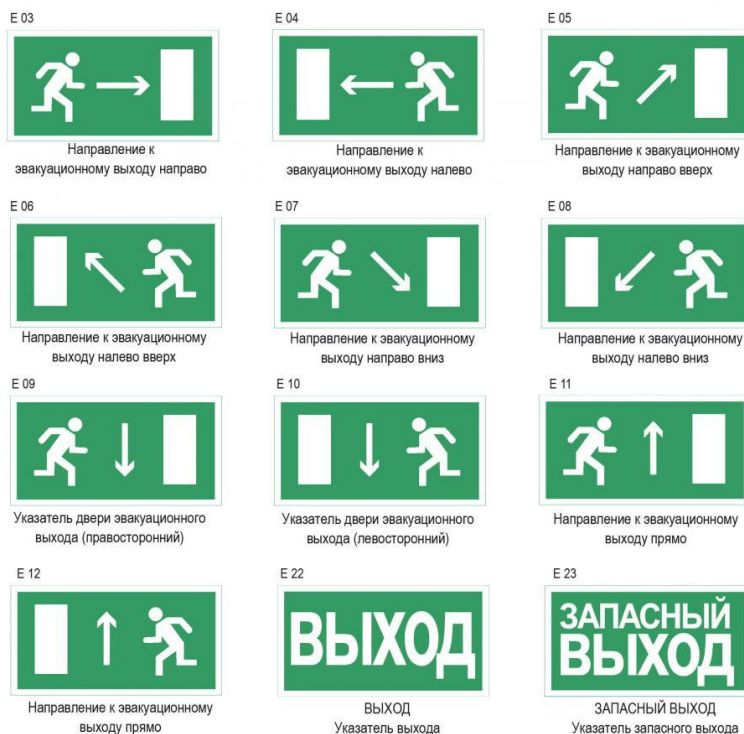 E 03
Направление к
эвакуационному выходу направо
E 04
Направление к
эвакуационному выходу налево
E 05
Направление к эвакуационному
выходу направо вверх
E 06
Направление к эвакуационному
выходу налево вверх
E 07
Направление к эвакуационному
выходу направо вниз
E 08
Направление к эвакуационному
выходу налево вниз
E 09
Указатель двери эвакуационного
выхода (правосторонний)
E 10
Указатель двери эвакуационного
выхода (левосторонний)
E 11
Направление к эвакуационному
выходу прямо
E 12
Направление к эвакуационному
выходу прямо
E 22
ВЫХОД
ВЫХОД
Указатель выхода
E 23
ЗАПАСНЫЙ
ВЫХОД
ЗАПАСНЫЙ ВЫХОД
Указатель запасного выхода